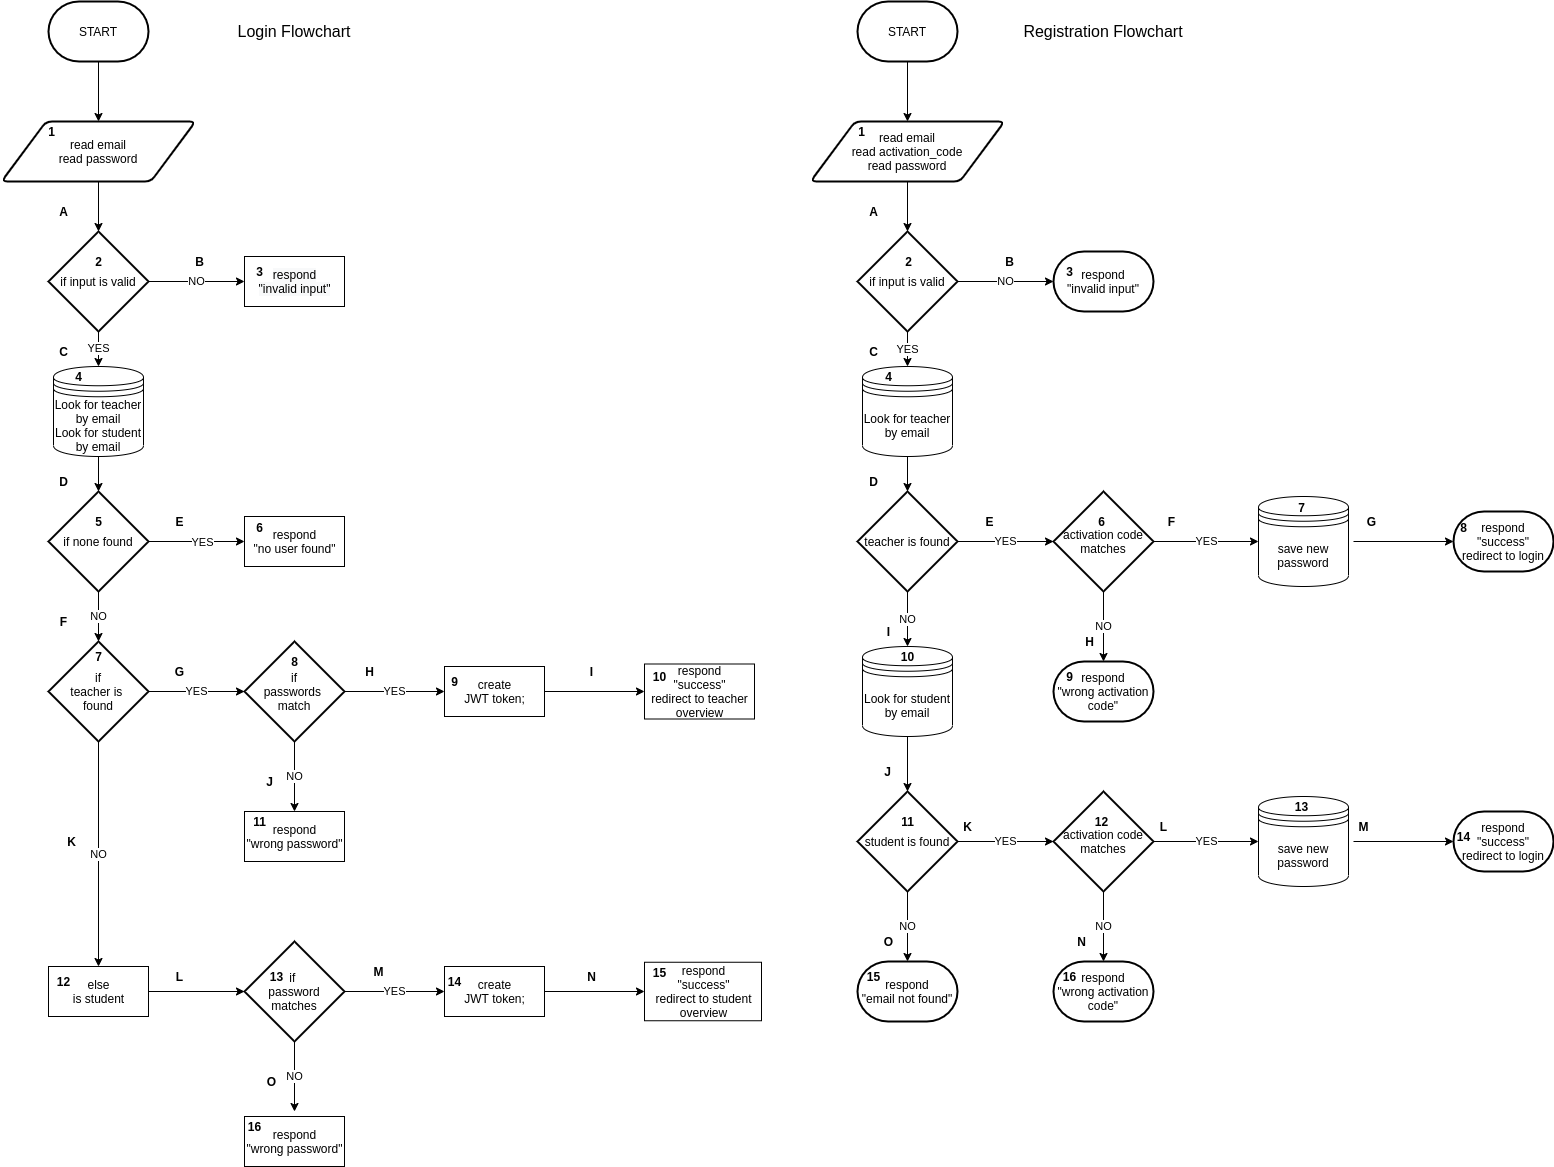 START
Login Flowchart
1
read email
read password
A
2
if input is valid
B
NO
3
respond
"invalid input"
YES
C
4
Look for teacher
by email
Look for student
by email
D
5
if none found
E
YES
6
respond
"no user found"
NO
F
7
if
teacher is
found
G
YES
8
if
passwords
match
H
YES
9
create
JWT token;
I
10
respond
"success"
redirect to teacher
overview
J
NO
11
respond
"wrong password"
K
NO
12
else
is student
L
13
if
password
matches
M
YES
14
create
JWT token;
N
15
respond
"success"
redirect to student
overview
O
NO
16
respond
"wrong password"
START
Registration Flowchart
1
read email
read activation_code
read password
A
2
if input is valid
B
NO
3
respond
"invalid input"
YES
C
4
Look for teacher
by email
D
teacher is found
E
YES
6
activation code
matches
F
YES
7
save new
password
G
8
respond
"success"
redirect to login
NO
H
9
respond
"wrong activation
code"
NO
I
10
Look for student
by email
J
11
student is found
K
YES
12
activation code
matches
L
YES
13
save new
password
M
14
respond
"success"
redirect to login
NO
O
15
respond
"email not found"
NO
N
16
respond
"wrong activation
code"